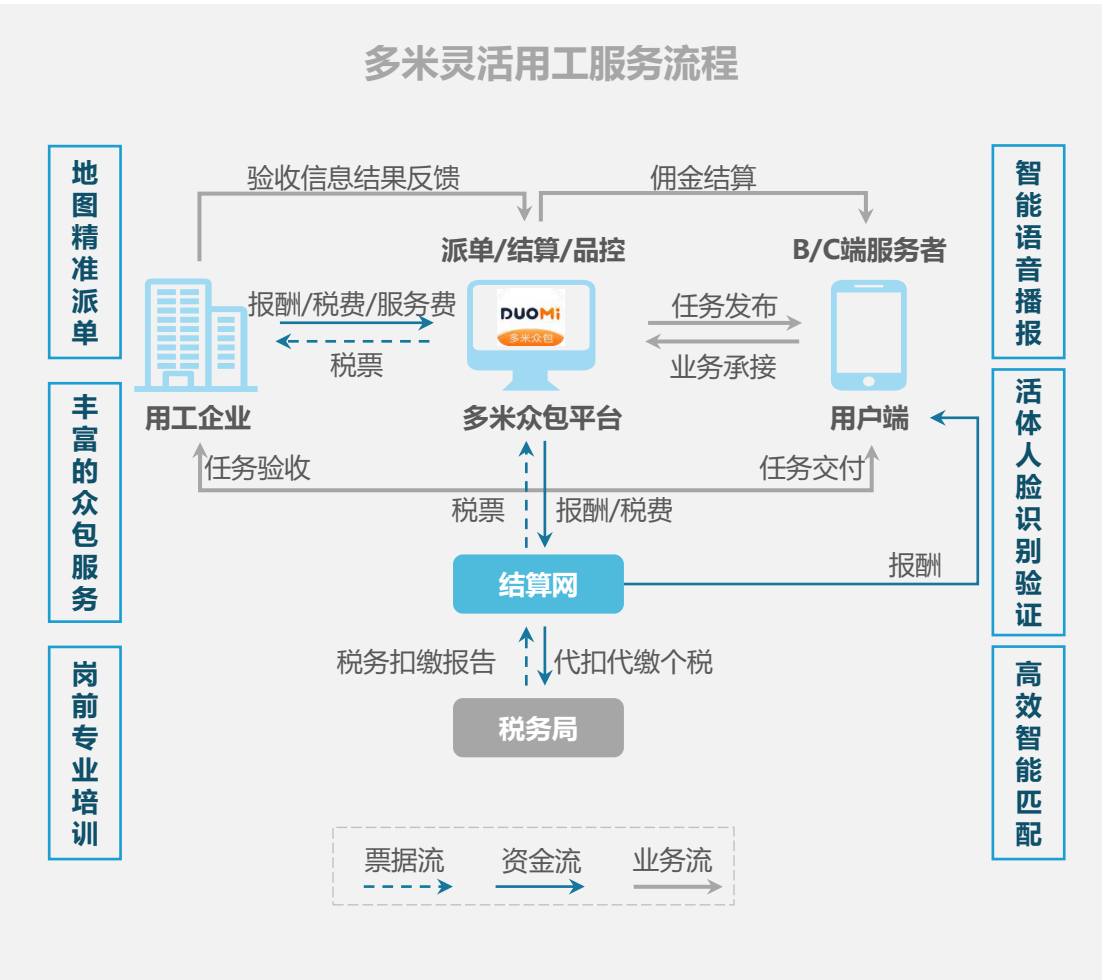 多米灵活用工服务流程
地图精准派单
丰富的众包服务
岗前专业培训
验收信息结果反馈
佣金结算
派单/结算/品控
B/C端服务者
报酬/税费/服务费
DUOMi
多米众包
任务发布
税票
业务承接
用工企业
多米众包平台
用户端
任务验收
任务交付
税票
报酬/税费
结算网
报酬
税务扣缴报告
代扣代缴个税
税务局
票据流
资金流
业务流
智能语音播报
活体人脸识别验证
高效智能匹配